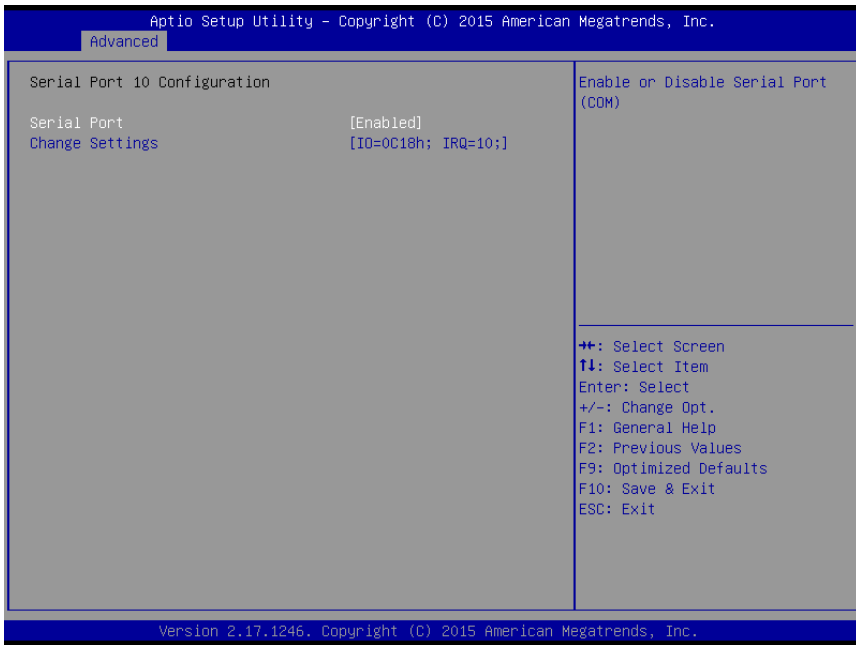 Aptio Setup Utility – Copyright (C) 2015 American Megatrends, Inc.
Advanced
Serial Port 10 Configuration
Serial Port [Enabled]
Change Settings [IO=0C18h; IRQ=10;]
Enable or Disable Serial Port
(COM)
→←: Select Screen
↑↓: Select Item
Enter: Select
+/-: Change Opt.
F1: General Help
F2: Previous Values
F9: Optimized Defaults
F10: Save & Exit
ESC: Exit
Version 2.17.1246. Copyright (C) 2015 American Megatrends, Inc.